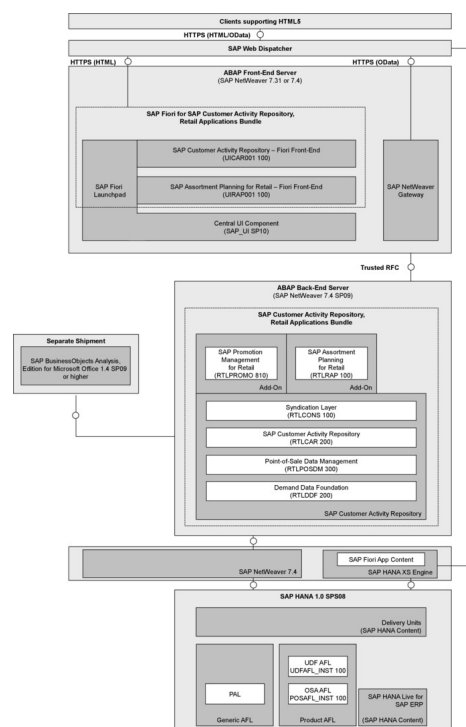 Clients supporting HTML5
HTTPS (HTML/OData)
SAP Web Dispatcher
HTTPS (HTML)
HTTPS (OData)
ABAP Front-End Server
(SAP NetWeaver 7.31 or 7.4)
SAP Fiori for SAP Customer Activity Repository,
Retail Applications Bundle
SAP Customer Activity Repository – Fiori Front-End
(UICAR001 100)
SAP Fiori
Launchpad
SAP Assortment Planning for Retail – Fiori Front-End
(UIRAP001 100)
SAP NetWeaver
Gateway
Central UI Component
(SAP_UI SP10)
Trusted RFC
ABAP Back-End Server
(SAP NetWeaver 7.4 SP09)
SAP Customer Activity Repository,
Retail Applications Bundle
Separate Shipment
SAP BusinessObjects Analysis,
Edition for Microsoft Office 1.4 SP09
or higher
SAP Promotion
Management
for Retail
(RTLPROMO 810)
Add-On
SAP Assortment
Planning
for Retail
(RTLRAP 100)
Add-On
Syndication Layer
(RTLCONS 100)
SAP Customer Activity Repository
(RTLCAR 200)
Point-of-Sale Data Management
(RTLPOSDM 300)
Demand Data Foundation
(RTLDDF 200)
SAP Customer Activity Repository
SAP NetWeaver 7.4
SAP Fiori App Content
SAP HANA XS Engine
SAP HANA 1.0 SPS08
Delivery Units
(SAP HANA Content)
PAL
Generic AFL
UDF AFL
UDFAFL_INST 100
OSA AFL
POSAFL_INST 100
Product AFL
SAP HANA Live for
SAP ERP
(SAP HANA Content)